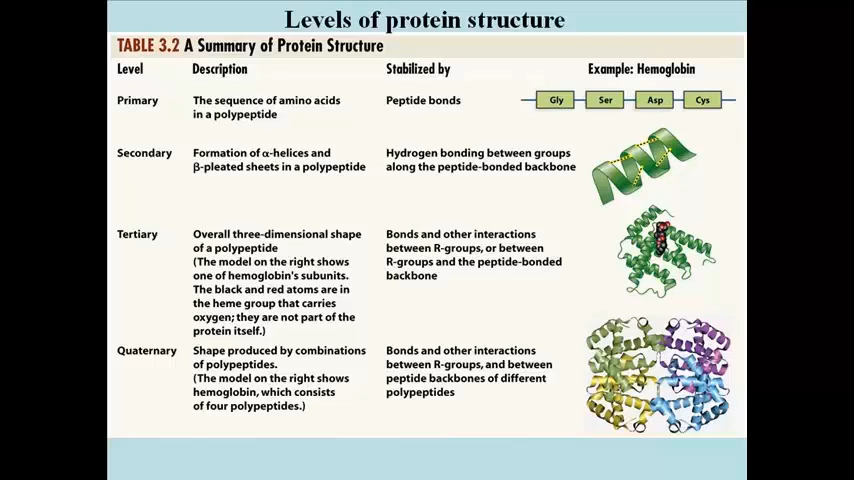 Levels of protein structure
TABLE 3.2 A Summary of Protein Structure
Level Description Stabilized by Example: Hemoglobin
Primary The sequence of amino acids Peptide bonds Gly Ser Asp Cys
in a polypeptide
Secondary Formation of α-helices and Hydrogen bonding between groups
β-pleated sheets in a polypeptide along the peptide-bonded backbone
Tertiary Overall three-dimensional shape Bonds and other interactions
of a polypeptide between R-groups, or between
(The model on the right shows R-groups and the peptide-bonded
one of hemoglobin's subunits. backbone
The black and red atoms are in
the heme group that carries
oxygen; they are not part of the
protein itself.)
Quaternary Shape produced by combinations Bonds and other interactions
of polypeptides. between R-groups, and between
(The model on the right shows peptide backbones of different
hemoglobin, which consists polypeptides
of four polypeptides.)